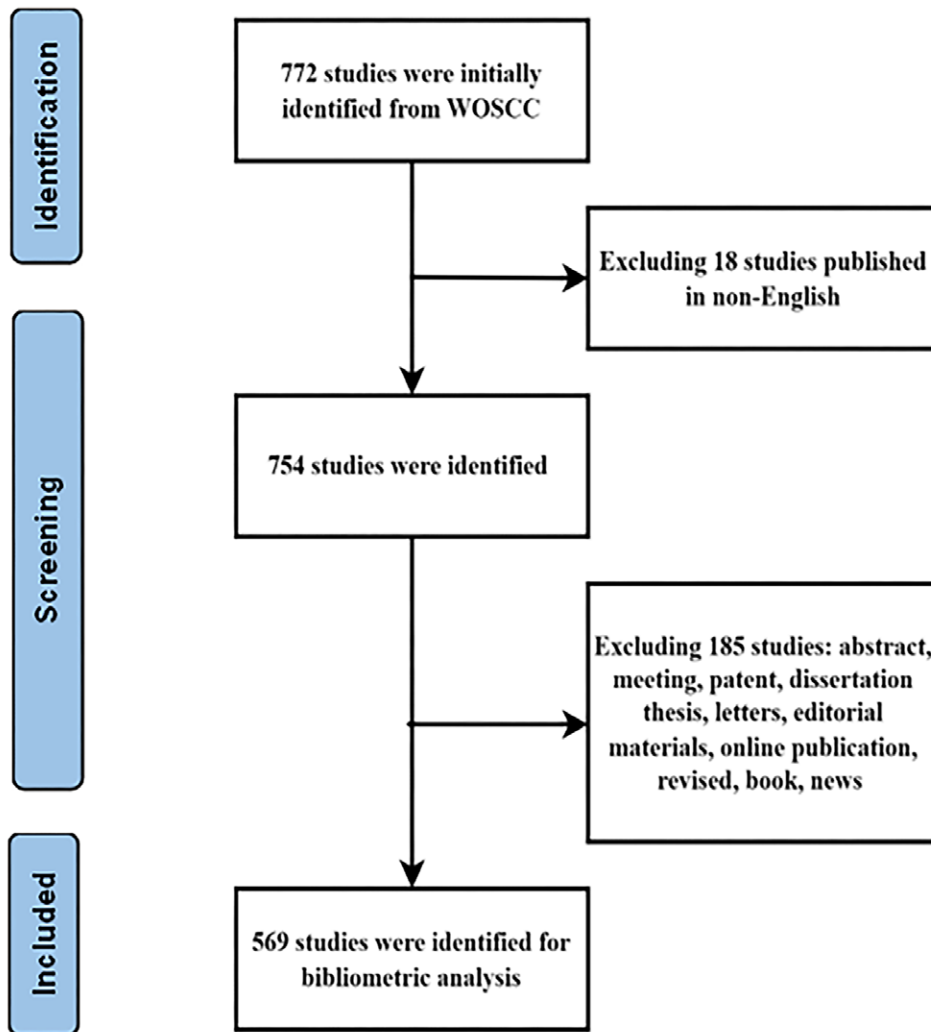 Identification
772 studies were initially
identified from WOSCC
Excluding 18 studies published
in non-English
Screening
754 studies were identified
Excluding 185 studies: abstract,
meeting, patent, dissertation
thesis, letters, editorial
materials, online publication,
revised, book, news
Included
569 studies were identified for
bibliometric analysis